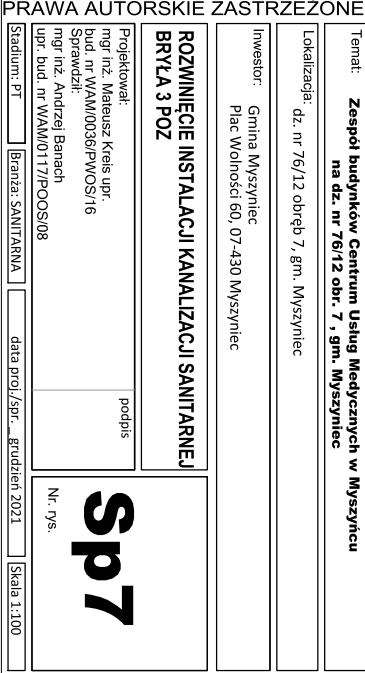 PRAWA AUTORSKIE ZASTRZEŻONE
Temat:
Zespół budynków Centrum Usług Medycznych w Myszyńcu
na dz. nr 76/12 obr. 7 , gm. Myszyniec
Lokalizacja:
dz. nr 76/12 obręb 7, gm. Myszyniec
Inwestor:
Gmina Myszyniec
Plac Wolności 60, 07-430 Myszyniec
ROZWINIĘCIE INSTALACJI KANALIZACJI SANITARNEJ
BRYŁA 3 POZ
Projektował:
mgr inż. Mateusz Kreis upr.
bud. nr WAM/0036/PWOS/16
Sprawdził:
mgr inż. Andrzej Banach
upr. bud. nr WAM/0117/POOS/08
podpis
Nr. rys.
Sp7
Stadium: PT
Branża: SANITARNA
data proj./spr. _ grudzień 2021
Skala 1:100